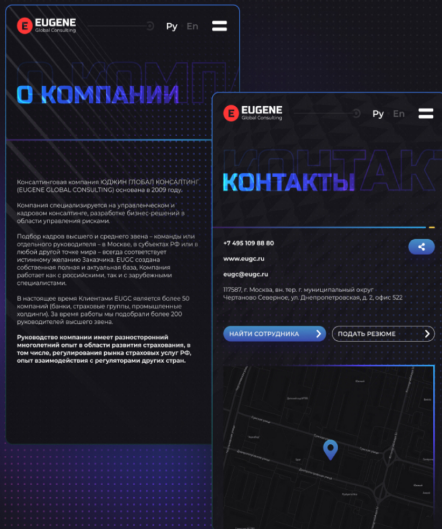 EUGENE
Global Consulting
Ру En
О КОМПАНИИ
Консалтинговая компания ЮДЖИН ГЛОБАЛ КОНСАЛТИНГ
(EUGENE GLOBAL CONSULTING) основана в 2009 году.
Компания специализируется на управленческом и
кадровом консалтинге, разработке бизнес-решений в
области управления рисками.
Подбор кадров высшего и среднего звена – команды или
отдельного руководителя – в Москве, в субъектах РФ или в
любой другой точке мира – всегда соответствует
истинному желанию Заказчика. EUGC создана
собственная полная и актуальная база, Компания
работает как с российскими, так и с зарубежными
специалистами.
В настоящее время Клиентами EUGC является более 50
компаний (банки, страховые группы, промышленные
холдинги). За время работы мы подобрали более 200
руководителей высшего звена.
Руководство компании имеет разносторонний
многолетний опыт в области развития страхования, в
том числе, регулирования рынка страховых услуг РФ,
опыт взаимодействия с регуляторами других стран.
EUGENE
Global Consulting
Ру En
КОНТАКТЫ
+7 495 109 88 80
www.eugc.ru
eugc@eugc.ru
117587, г. Москва, вн. тер. г. муниципальный округ
Чертаново Северное, ул. Днепропетровская, д. 2, офис 522
НАЙТИ СОТРУДНИКА
ПОДАТЬ РЕЗЮМЕ